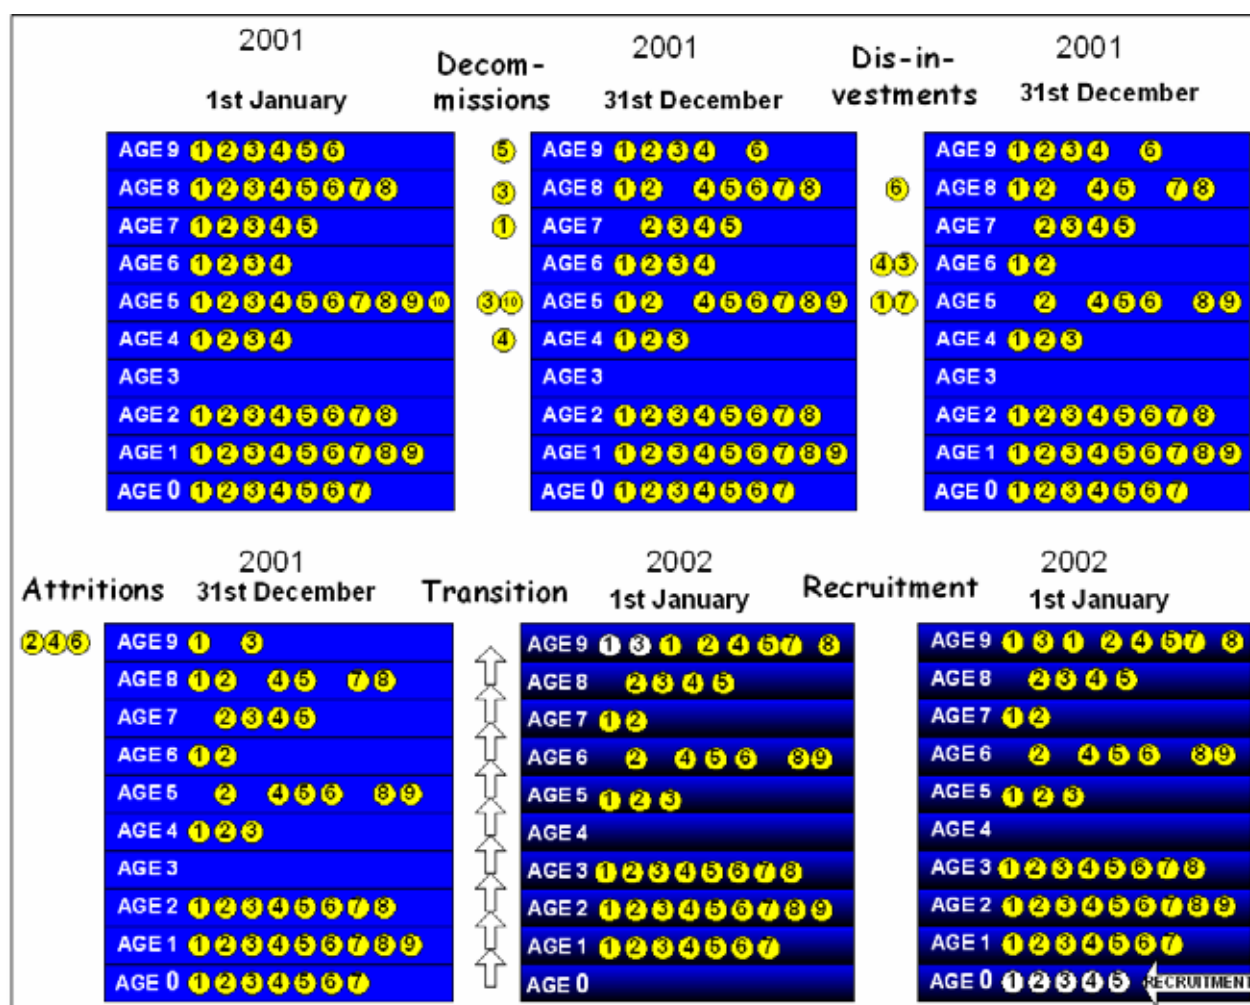 2001
1st January
AGE 9 1 2 3 4 5 6
AGE 8 1 2 3 4 5 6 7 8
AGE 7 1 2 3 4 5
AGE 6 1 2 3 4
AGE 5 1 2 3 4 5 6 7 8 9 10
AGE 4 1 2 3 4
AGE 3
AGE 2 1 2 3 4 5 6 7 8
AGE 1 1 2 3 4 5 6 7 8 9
AGE 0 1 2 3 4 5 6 7
Decom-
missions
5
3
1
3 10
4
2001
31st December
AGE 9 1 2 3 4 6
AGE 8 1 2 4 5 6 7 8
AGE 7 2 3 4 5
AGE 6 1 2 3 4
AGE 5 1 2 4 5 6 7 8 9
AGE 4 1 2 3
AGE 3
AGE 2 1 2 3 4 5 6 7 8
AGE 1 1 2 3 4 5 6 7 8 9
AGE 0 1 2 3 4 5 6 7
Dis-in-
vestments
6
4 3
1 7
2001
31st December
AGE 9 1 2 3 4 6
AGE 8 1 2 4 5 7 8
AGE 7 2 3 4 5
AGE 6 1 2
AGE 5 2 4 5 6 8 9
AGE 4 1 2 3
AGE 3
AGE 2 1 2 3 4 5 6 7 8
AGE 1 1 2 3 4 5 6 7 8 9
AGE 0 1 2 3 4 5 6 7
Attritions
2 4 6
2001
31st December
AGE 9 1 3
AGE 8 1 2 4 5 7 8
AGE 7 2 3 4 5
AGE 6 1 2
AGE 5 2 4 5 6 8 9
AGE 4 1 2 3
AGE 3
AGE 2 1 2 3 4 5 6 7 8
AGE 1 1 2 3 4 5 6 7 8 9
AGE 0 1 2 3 4 5 6 7
Transition
2002
1st January
AGE 9 1 3 1 2 4 5 7 8
AGE 8 2 3 4 5
AGE 7 1 2
AGE 6 2 4 5 6 8 9
AGE 5 1 2 3
AGE 4
AGE 3 1 2 3 4 5 6 7 8
AGE 2 1 2 3 4 5 6 7 8 9
AGE 1 1 2 3 4 5 6 7
AGE 0
Recruitment
2002
1st January
AGE 9 1 3 1 2 4 5 7 8
AGE 8 2 3 4 5
AGE 7 1 2
AGE 6 2 4 5 6 8 9
AGE 5 1 2 3
AGE 4
AGE 3 1 2 3 4 5 6 7 8
AGE 2 1 2 3 4 5 6 7 8 9
AGE 1 1 2 3 4 5 6 7
AGE 0 1 2 3 4 5 RECRUITMENT